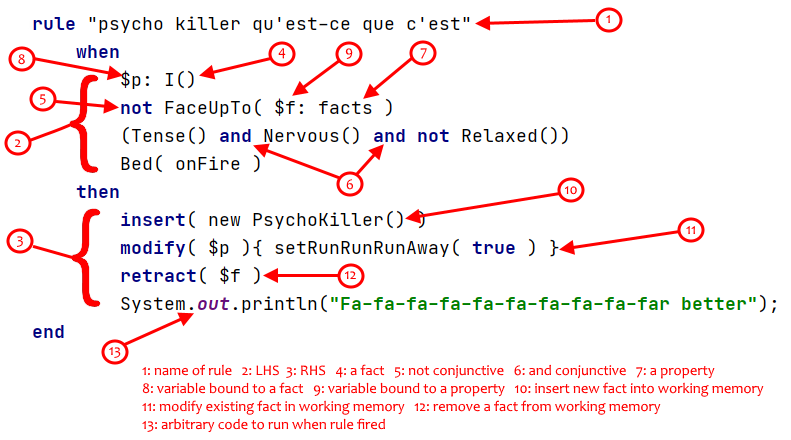 rule "psycho killer qu'est-ce que c'est" 1
when
8 4 9 7
$p: I()
5 not FaceUpTo( $f: facts )
2 (Tense() and Nervous() and not Relaxed())
Bed( onFire )
6
then
10
insert( new PsychoKiller() )
3 modify( $p ){ setRunRunRunAway( true ) } 11
retract( $f ) 12
System.out.println("Fa-fa-fa-fa-fa-fa-fa-fa-fa-fa-far better");
end
13
1: name of rule 2: LHS 3: RHS 4: a fact 5: not conjunctive 6: and conjunctive 7: a property
8: variable bound to a fact 9: variable bound to a property 10: insert new fact into working memory
11: modify existing fact in working memory 12: remove a fact from working memory
13: arbitrary code to run when rule fired